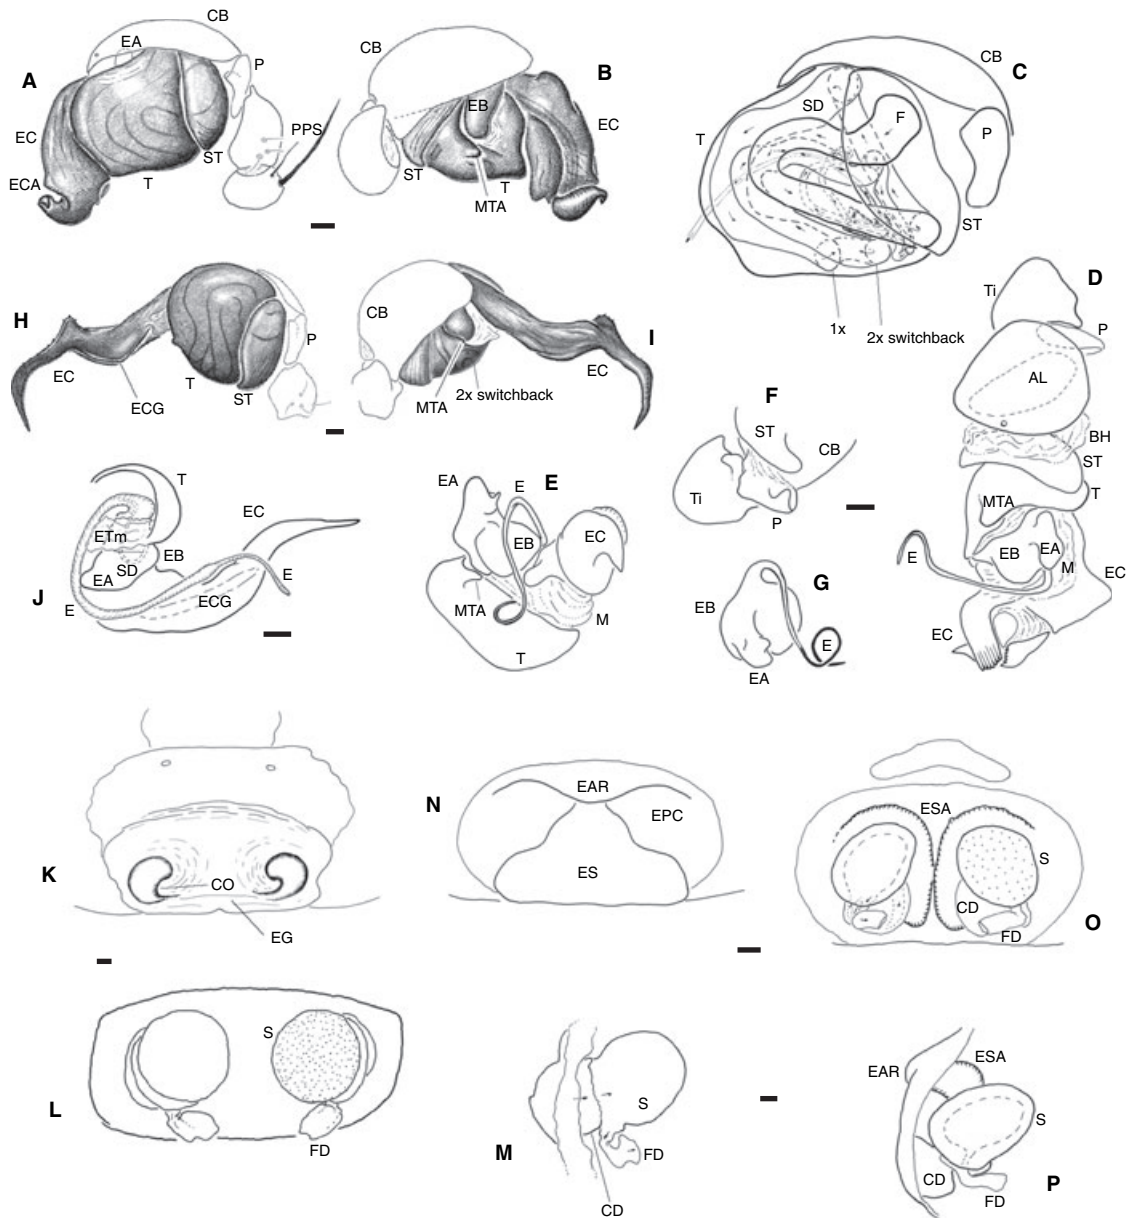 A
CB
EA
P
EC
ECA
T
ST
PPS
B
CB
EB
EC
ST
MTA
T
C
CB
SD
F
T
P
ST
1x
2x switchback
D
Ti
P
AL
BH
ST
MTA
T
EB
EA
M
E
EC
EC
H
EC
ECG
T
ST
P
I
CB
MTA
2x switchback
EC
F
ST
CB
Ti
P
J
T
ETm
EC
SD
EB
EA
E
ECG
E
E
EA
E
EB
EC
MTA
M
T
G
EB
E
EA
K
CO
EG
N
EAR
EPC
ES
O
ESA
S
CD
FD
L
S
FD
M
S
FD
CD
P
EAR
ESA
S
CD
FD